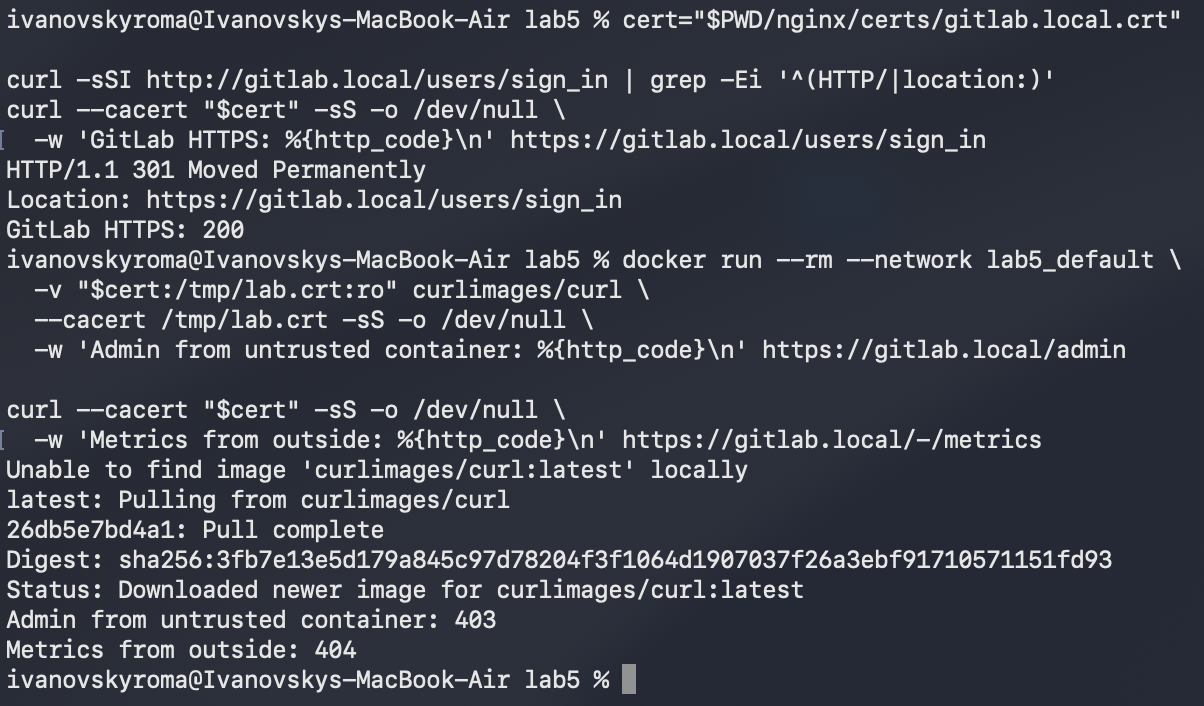 ivanovskyroma@Ivanovskys-MacBook-Air lab5 % cert="$PWD/nginx/certs/gitlab.local.crt"
curl -sSI http://gitlab.local/users/sign_in | grep -Ei '^(HTTP/|location:)'
curl --cacert "$cert" -sS -o /dev/null \
  -w 'GitLab HTTPS: %{http_code}\n' https://gitlab.local/users/sign_in
HTTP/1.1 301 Moved Permanently
Location: https://gitlab.local/users/sign_in
GitLab HTTPS: 200
ivanovskyroma@Ivanovskys-MacBook-Air lab5 % docker run --rm --network lab5_default \
  -v "$cert:/tmp/lab.crt:ro" curlimages/curl \
  --cacert /tmp/lab.crt -sS -o /dev/null \
  -w 'Admin from untrusted container: %{http_code}\n' https://gitlab.local/admin
curl --cacert "$cert" -sS -o /dev/null \
  -w 'Metrics from outside: %{http_code}\n' https://gitlab.local/-/metrics
Unable to find image 'curlimages/curl:latest' locally
latest: Pulling from curlimages/curl
26db5e7bd4a1: Pull complete
Digest: sha256:3fb7e13e5d179a845c97d78204f3f1064d1907037f26a3ebf91710571151fd93
Status: Downloaded newer image for curlimages/curl:latest
Admin from untrusted container: 403
Metrics from outside: 404
ivanovskyroma@Ivanovskys-MacBook-Air lab5 %